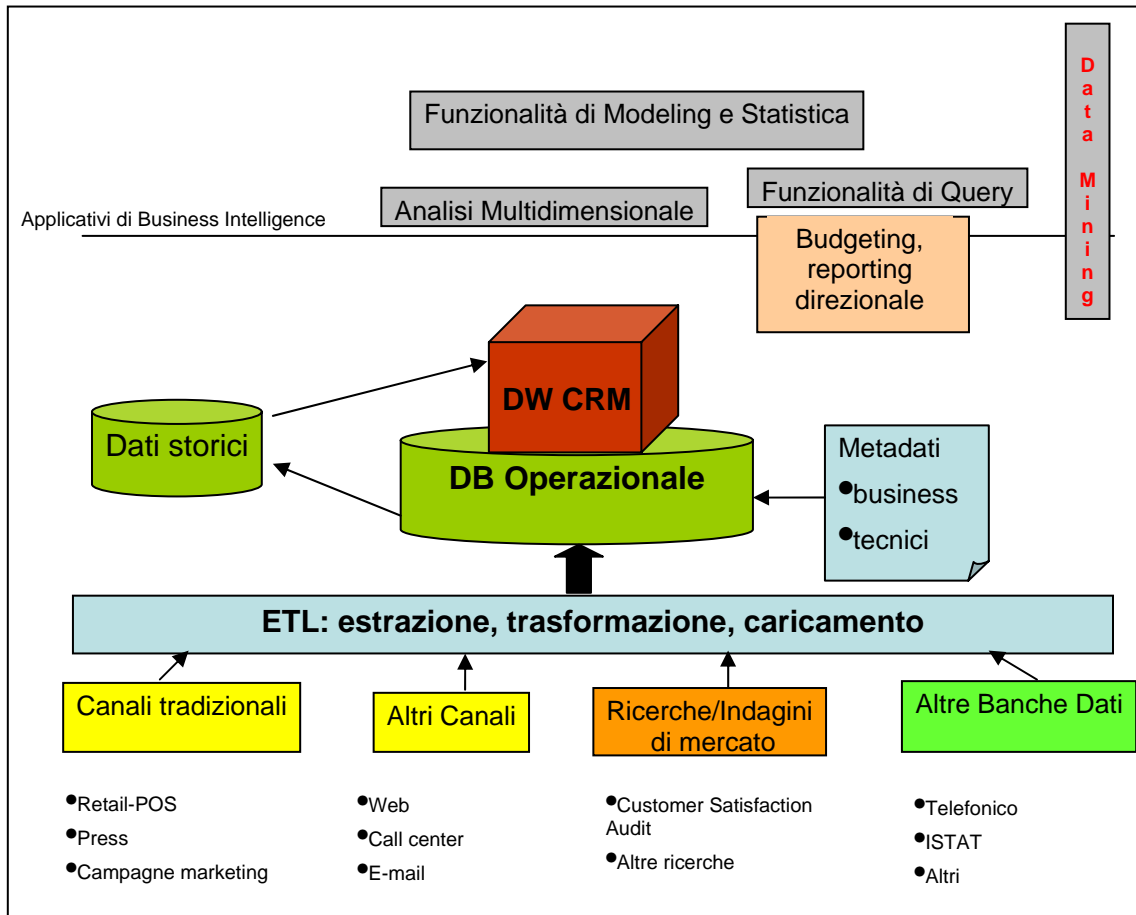 Funzionalità di Modeling e Statistica
Data Mining
Analisi Multidimensionale
Funzionalità di Query
Applicativi di Business Intelligence
Budgeting,
reporting
direzionale
DW CRM
Dati storici
DB Operazionale
Metadati
•business
•tecnici
ETL: estrazione, trasformazione, caricamento
Canali tradizionali
Altri Canali
Ricerche/Indagini
di mercato
Altre Banche Dati
•Retail-POS
•Press
•Campagne marketing
•Web
•Call center
•E-mail
•Customer Satisfaction
Audit
•Altre ricerche
•Telefonico
•ISTAT
•Altri